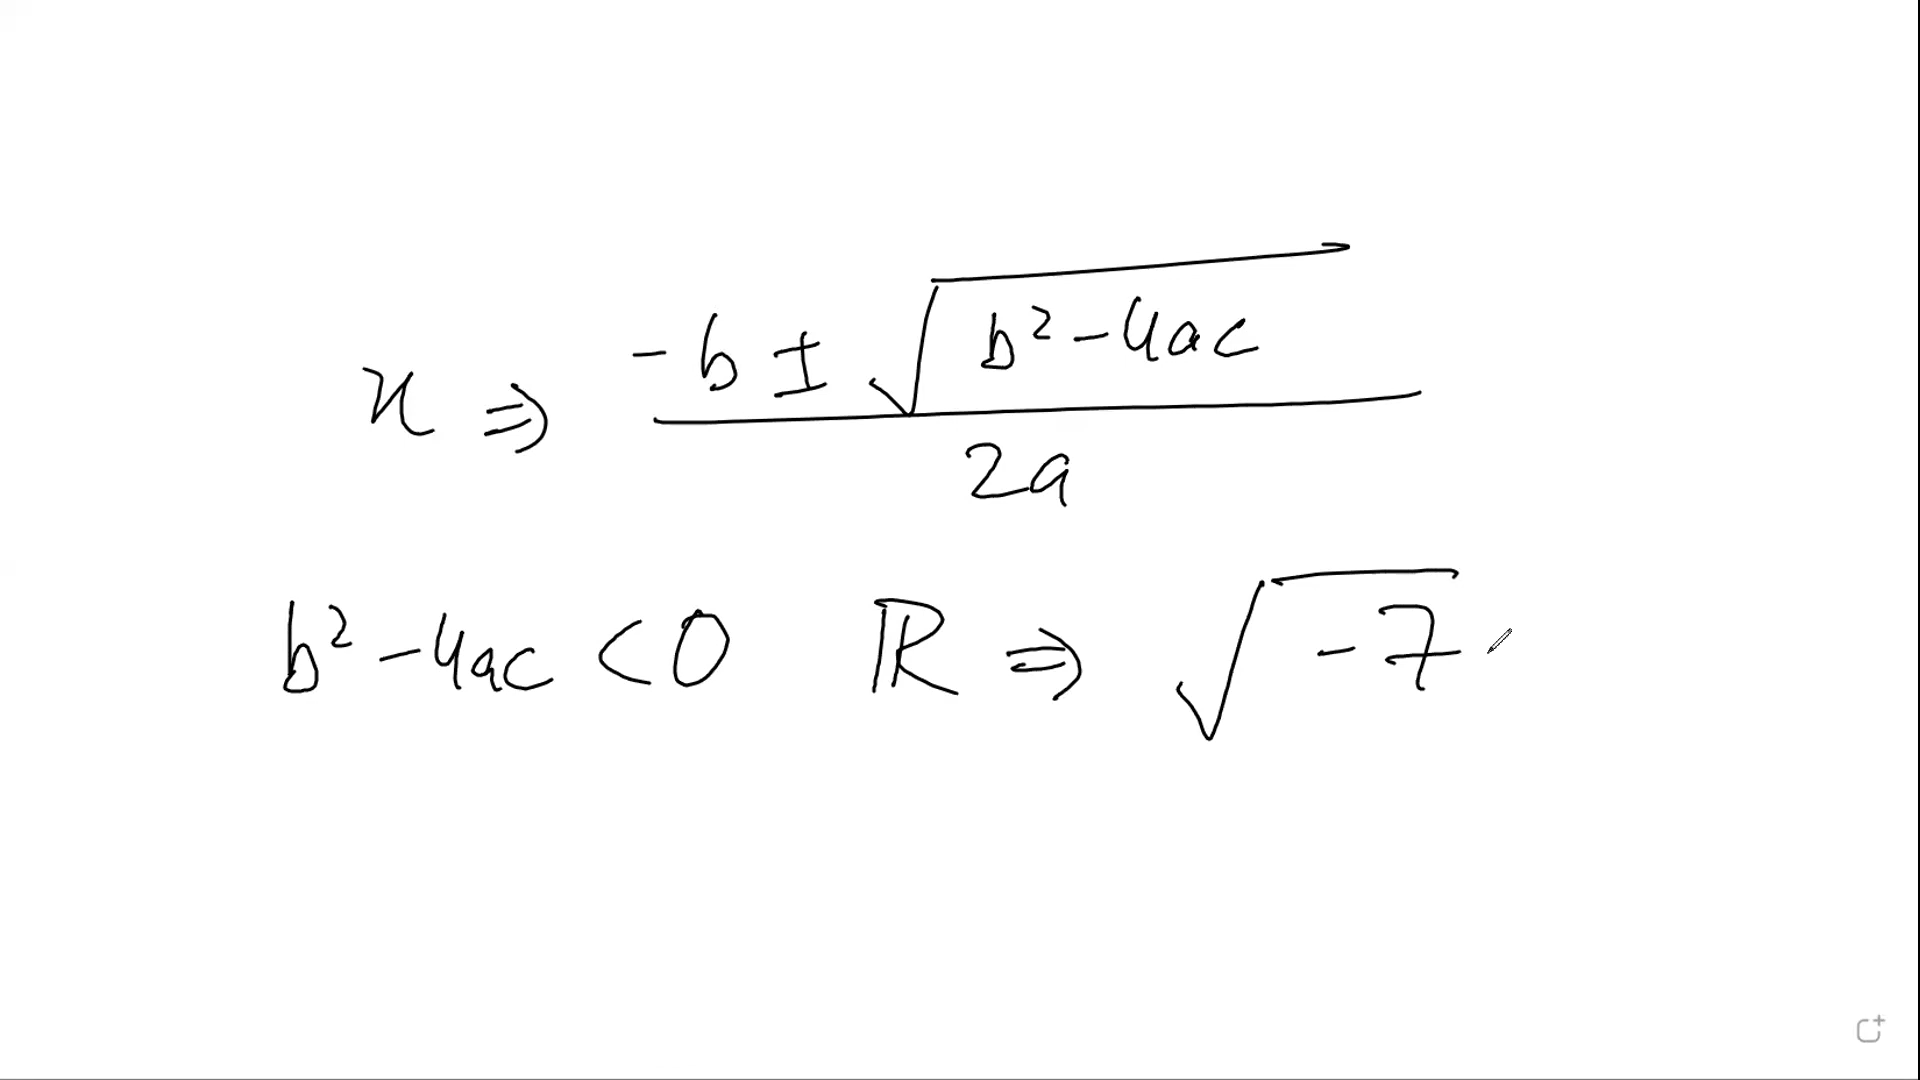 x ⇒ (-b ± √(b² - 4ac)) / 2a
b² - 4ac < 0 ℝ ⇒ √(-7)